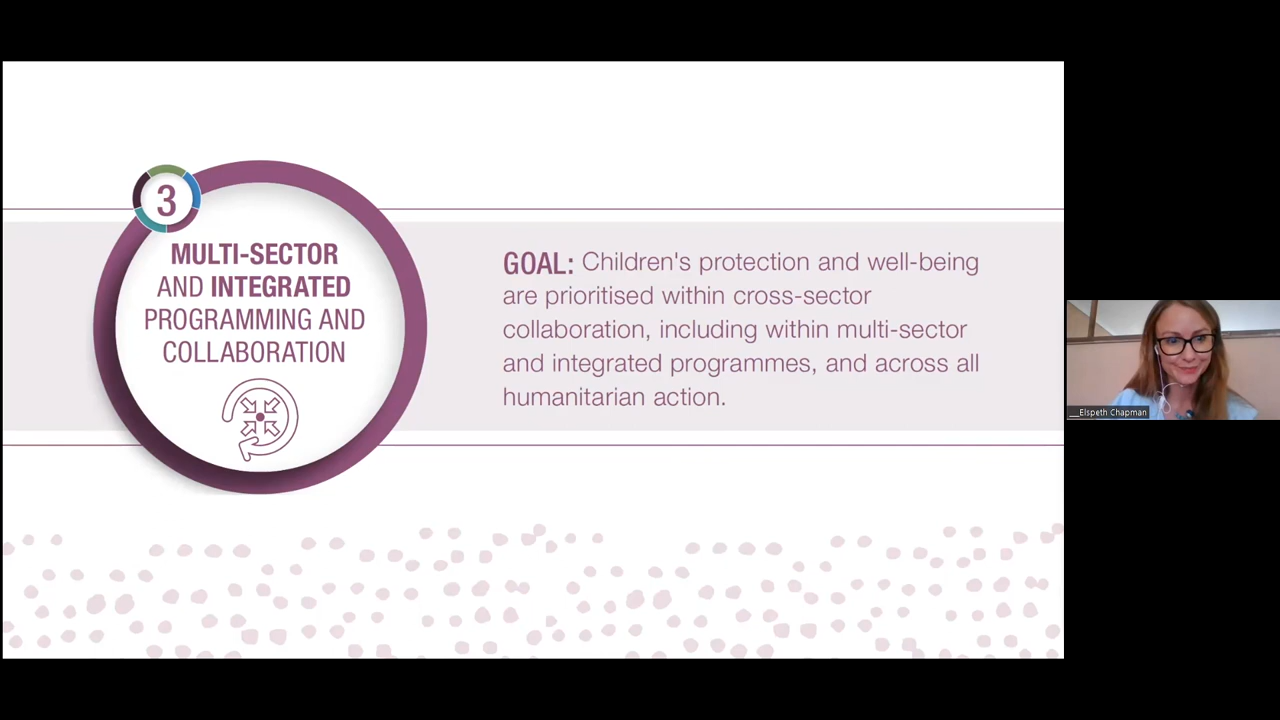 3
MULTI-SECTOR
AND INTEGRATED
PROGRAMMING AND
COLLABORATION
GOAL: Children's protection and well-being
are prioritised within cross-sector
collaboration, including within multi-sector
and integrated programmes, and across all
humanitarian action.
__Elspeth Chapman